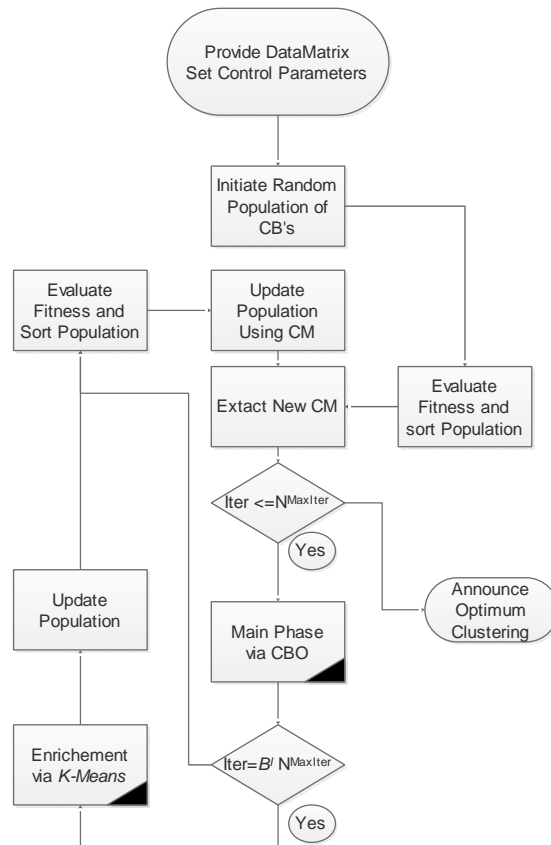 Provide DataMatrix
Set Control Parameters
Initiate Random
Population of
CB's
Evaluate
Fitness and
Sort Population
Update
Population
Using CM
Extact New CM
Evaluate
Fitness and
sort Population
Iter <=N^MaxIter
Yes
Announce
Optimum
Clustering
Update
Population
Main Phase
via CBO
Enrichement
via K-Means
Iter=B^I N^MaxIter
Yes